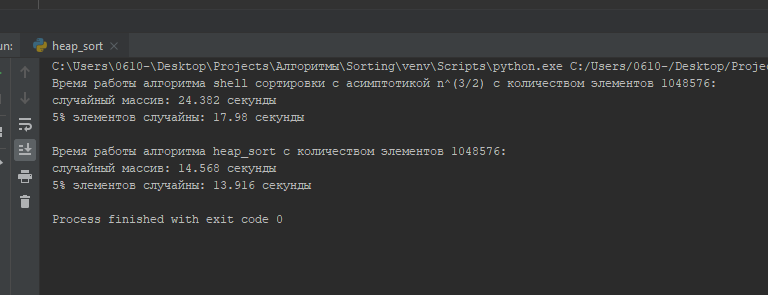 un:
heap_sort
C:\Users\0610-\Desktop\Projects\Алгоритмы\Sorting\venv\Scripts\python.exe C:/Users/0610-/Desktop/Projec
Время работы алгоритма shell сортировки с асимптотикой n^(3/2) с количеством элементов 1048576:
случайный массив: 24.382 секунды
5% элементов случайны: 17.98 секунды
Время работы алгоритма heap_sort с количеством элементов 1048576:
случайный массив: 14.568 секунды
5% элементов случайны: 13.916 секунды
Process finished with exit code 0